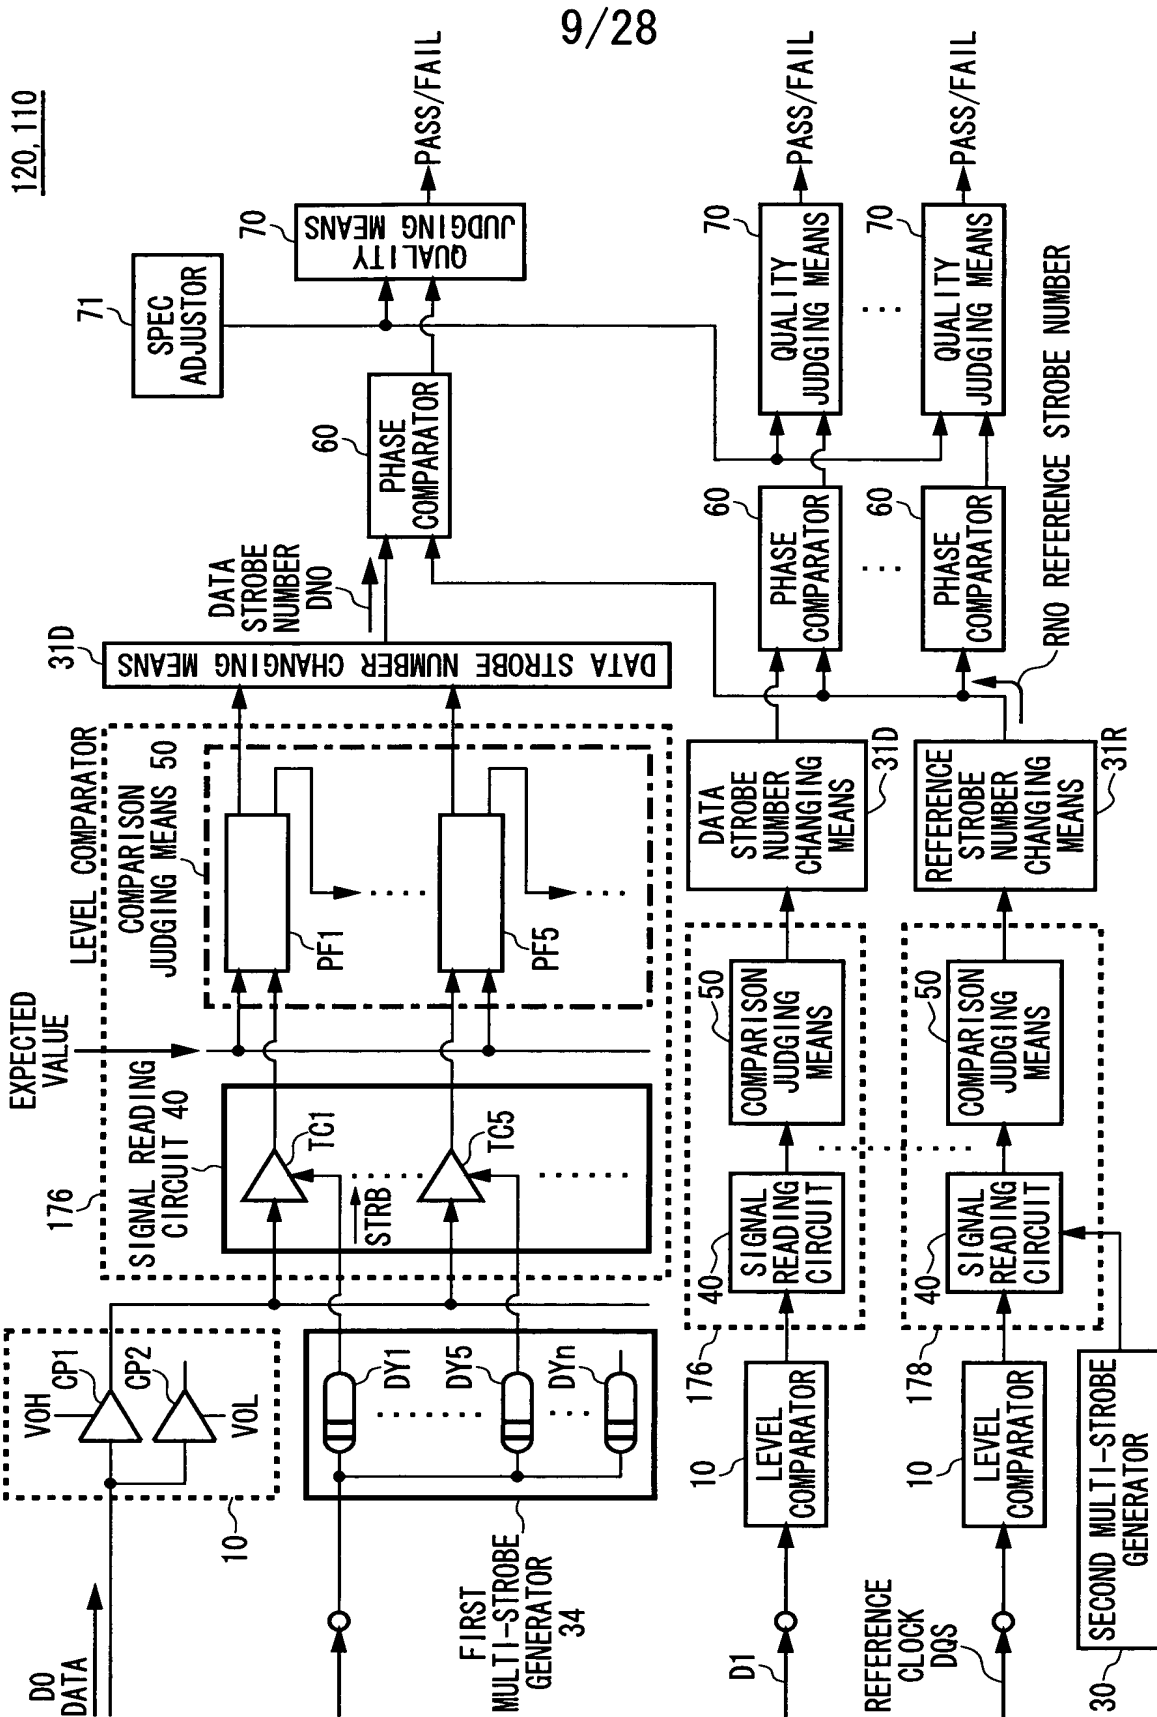 9/28
120, 110
D0
DATA
VOH
CP1
CP2
VOL
10
EXPECTED
VALUE
176
SIGNAL READING
CIRCUIT 40
LEVEL COMPARATOR
COMPARISON
JUDGING MEANS 50
TC1
TC5
STRB
PF1
PF5
31D
DATA STROBE NUMBER CHANGING MEANS
DATA
STROBE
NUMBER
DNO
60
PHASE
COMPARATOR
71
SPEC
ADJUSTOR
70
QUALITY
JUDGING MEANS
PASS/FAIL
DY1
DY5
DYn
FIRST
MULTI-STROBE
GENERATOR
34
D1
10
LEVEL
COMPARATOR
176
40
SIGNAL
READING
CIRCUIT
50
COMPARISON
JUDGING
MEANS
DATA
STROBE
NUMBER
CHANGING
MEANS
31D
60
PHASE
COMPARATOR
70
QUALITY
JUDGING MEANS
PASS/FAIL
REFERENCE
CLOCK
DQS
10
LEVEL
COMPARATOR
178
40
SIGNAL
READING
CIRCUIT
50
COMPARISON
JUDGING
MEANS
REFERENCE
STROBE
NUMBER
CHANGING
MEANS
31R
60
PHASE
COMPARATOR
70
QUALITY
JUDGING MEANS
PASS/FAIL
RNO REFERENCE STROBE NUMBER
30
SECOND MULTI-STROBE
GENERATOR